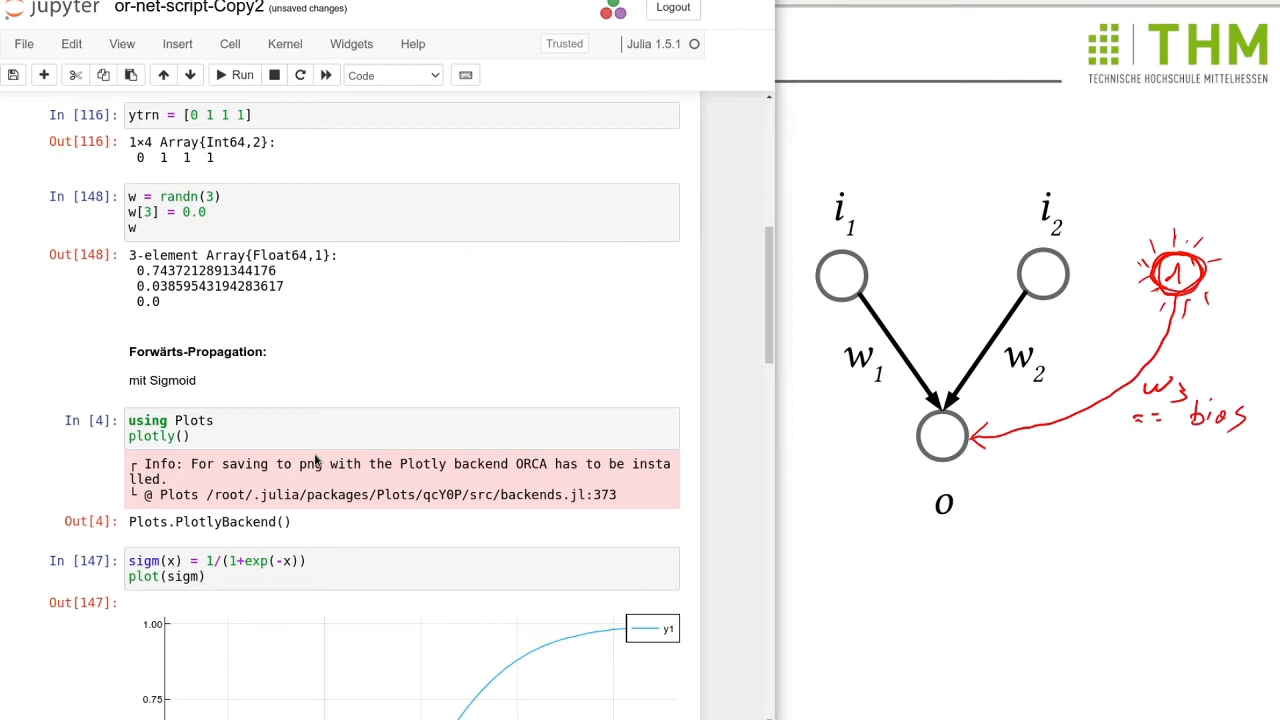 jupyter or-net-script-Copy2 (unsaved changes)
Logout
File Edit View Insert Cell Kernel Widgets Help
Trusted
Julia 1.5.1
Run
Code
In [116]: ytrn = [0 1 1 1]
Out[116]: 1×4 Array{Int64,2}:
0 1 1 1
In [148]: w = randn(3)
w[3] = 0.0
w
Out[148]: 3-element Array{Float64,1}:
0.7437212891344176
0.03859543194283617
0.0
Forwärts-Propagation:
mit Sigmoid
In [4]: using Plots
plotly()
┌ Info: For saving to png with the Plotly backend ORCA has to be insta
lled.
└ @ Plots /root/.julia/packages/Plots/qcY0P/src/backends.jl:373
Out[4]: Plots.PlotlyBackend()
In [147]: sigm(x) = 1/(1+exp(-x))
plot(sigm)
Out[147]:
1.00
y1
0.75
THM
TECHNISCHE HOCHSCHULE MITTELHESSEN
i1
i2
1
w1
w2
w3
== bias
o